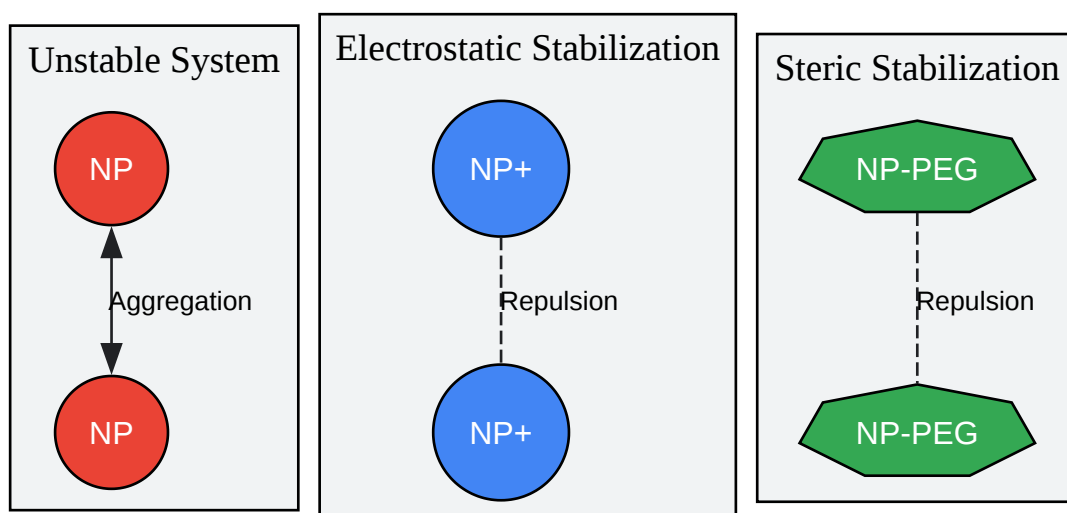 Unstable System
NP
Aggregation
NP
Electrostatic Stabilization
NP+
Repulsion
NP+
Steric Stabilization
NP-PEG
Repulsion
NP-PEG